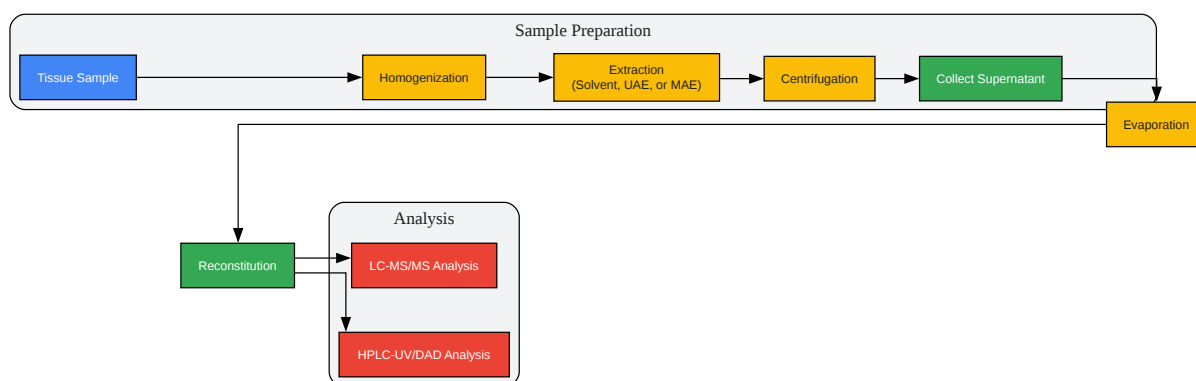 Sample Preparation
Tissue Sample
Homogenization
Extraction
(Solvent, UAE, or MAE)
Centrifugation
Collect Supernatant
Evaporation
Analysis
Reconstitution
LC-MS/MS Analysis
HPLC-UV/DAD Analysis